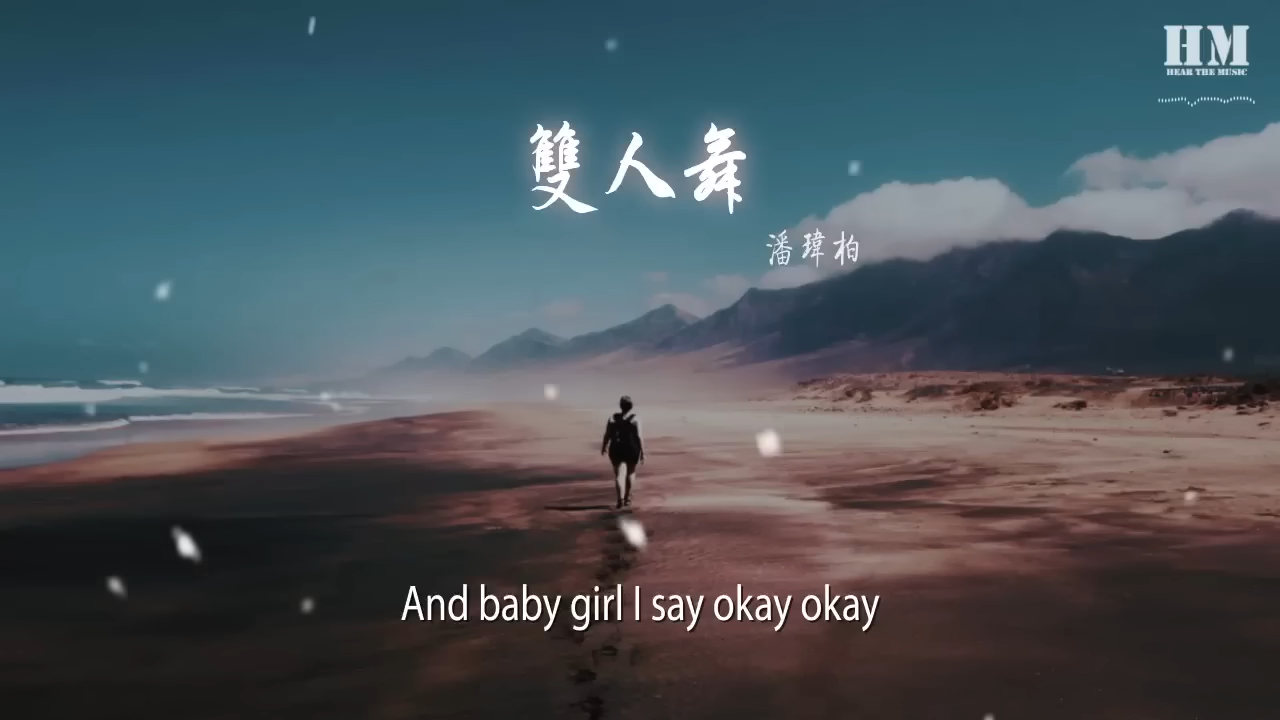 HM
HEAR THE MUSIC
雙人舞
潘瑋柏
And baby girl I say okay okay